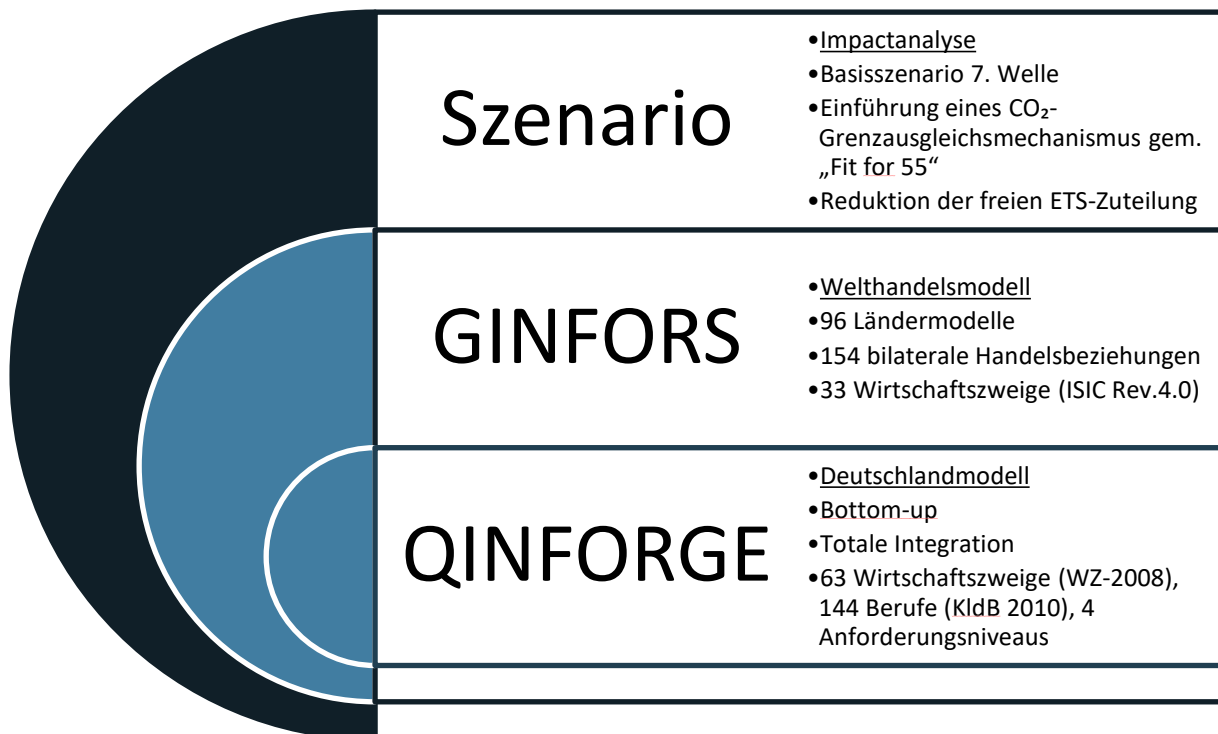 Szenario
•Impactanalyse
•Basisszenario 7. Welle
•Einführung eines CO₂-
Grenzausgleichsmechanismus gem.
„Fit for 55“
•Reduktion der freien ETS-Zuteilung
GINFORS
•Welthandelsmodell
•96 Ländermodelle
•154 bilaterale Handelsbeziehungen
•33 Wirtschaftszweige (ISIC Rev.4.0)
QINFORGE
•Deutschlandmodell
•Bottom-up
•Totale Integration
•63 Wirtschaftszweige (WZ-2008),
144 Berufe (KldB 2010), 4
Anforderungsniveaus